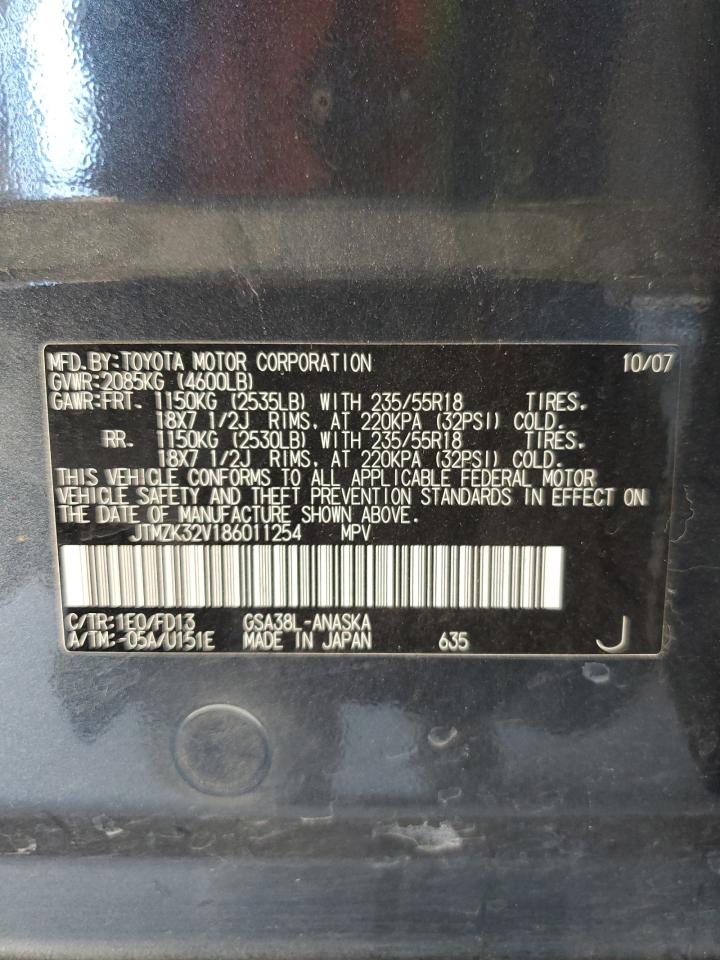 MFD.BY:TOYOTA MOTOR CORPORATION 10/07
GVWR:2085KG (4600LB)
GAWR:FRT. 1150KG (2535LB) WITH 235/55R18 TIRES.
18X7 1/2J RIMS, AT 220KPA (32PSI) COLD.
RR. 1150KG (2530LB) WITH 235/55R18 TIRES.
18X7 1/2J RIMS, AT 220KPA (32PSI) COLD.
THIS VEHICLE CONFORMS TO ALL APPLICABLE FEDERAL MOTOR
VEHICLE SAFETY AND THEFT PREVENTION STANDARDS IN EFFECT ON
THE DATE OF MANUFACTURE SHOWN ABOVE.
JTMZK32V186011254 MPV
C/TR:1E0/FD13 GSA38L-ANASKA
A/TM:-05A/U151E MADE IN JAPAN 635 J